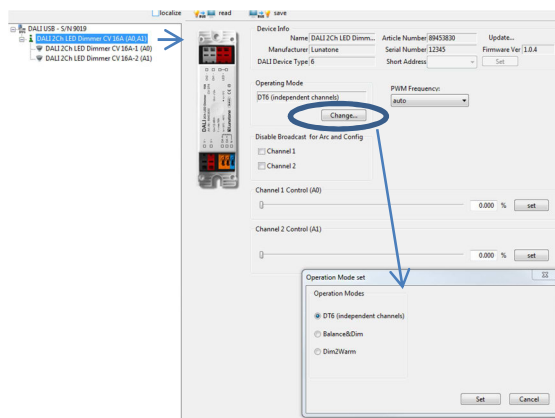 localize read save
DALI USB - S/N 9019
DALI 2Ch LED Dimmer CV 16A (A0,A1)
DALI 2Ch LED Dimmer CV 16A-1 (A0)
DALI 2Ch LED Dimmer CV 16A-2 (A1)
Device Info
Name DALI 2Ch LED Dimm... Article Number 89453830 Update...
Manufacturer Lunatone Serial Number 12345 Firmware Ver 1.0.4
DALI Device Type 6 Short Address Set
Operating Mode
DT6 (independent channels)
Change...
PWM Frequency:
auto
DALI
Lunatone
Disable Broadcast for Arc and Config
Channel 1
Channel 2
Channel 1 Control (A0)
0.000 % set
Channel 2 Control (A1)
0.000 % set
Operation Mode set
Operation Modes
DT6 (independent channels)
Balance&Dim
Dim2Warm
Set Cancel